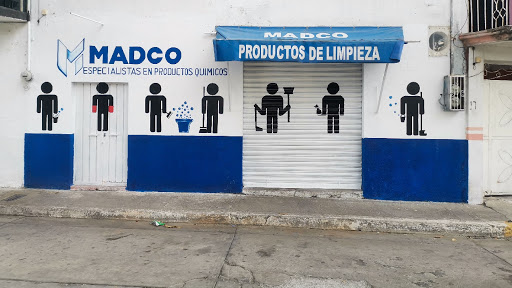 MADCO
ESPECIALISTAS EN PRODUCTOS QUIMICOS
MADCO
PRODUCTOS DE LIMPIEZA